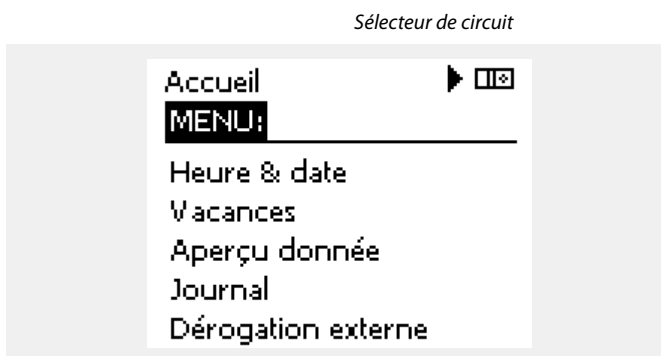 Sélecteur de circuit
Accueil
MENU:
Heure & date
Vacances
Aperçu donnée
Journal
Dérogation externe